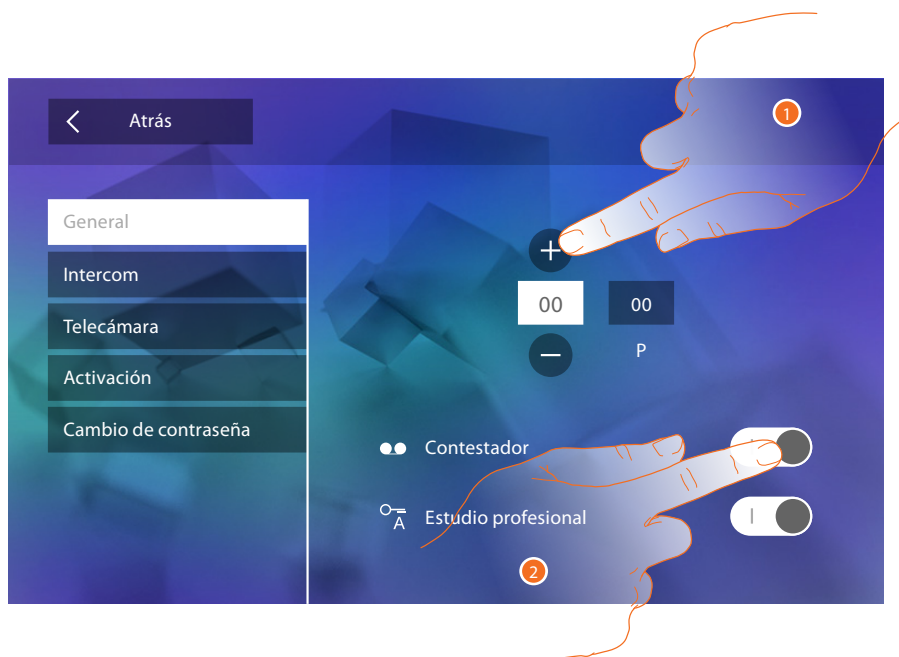 Atrás
1
General
Intercom
Telecámara
Activación
Cambio de contraseña
+
00 00
− P
Contestador
A Estudio profesional
2